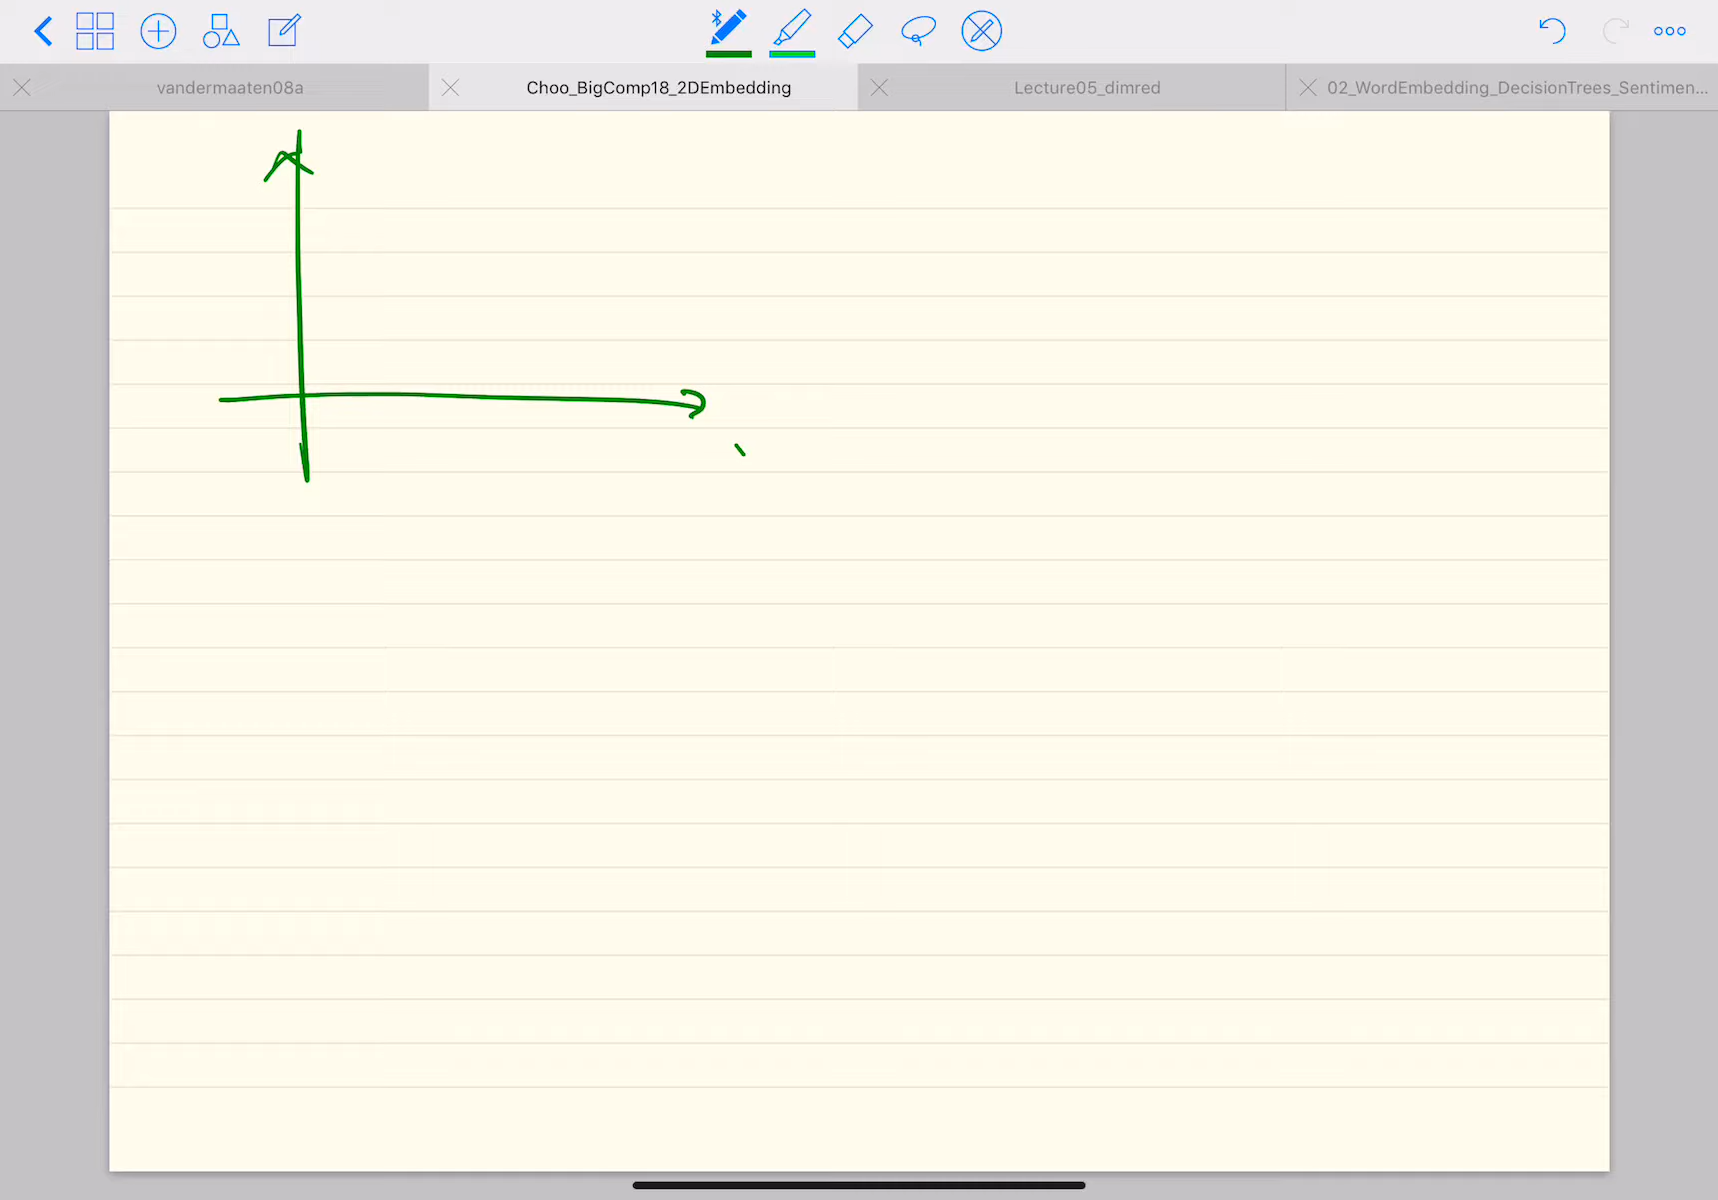 vandermaaten08a
Choo_BigComp18_2DEmbedding
Lecture05_dimred
02_WordEmbedding_DecisionTrees_Sentimen...